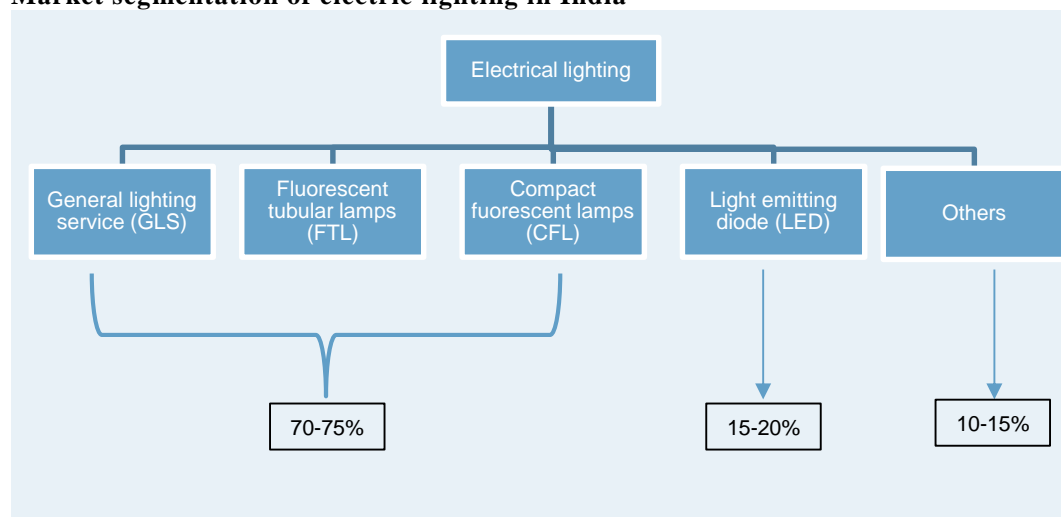 Market segmentation of electric lighting in India
Electrical lighting
General lighting
service (GLS)
Fluorescent
tubular lamps
(FTL)
Compact
fuorescent lamps
(CFL)
Light emitting
diode (LED)
Others
70-75%
15-20%
10-15%